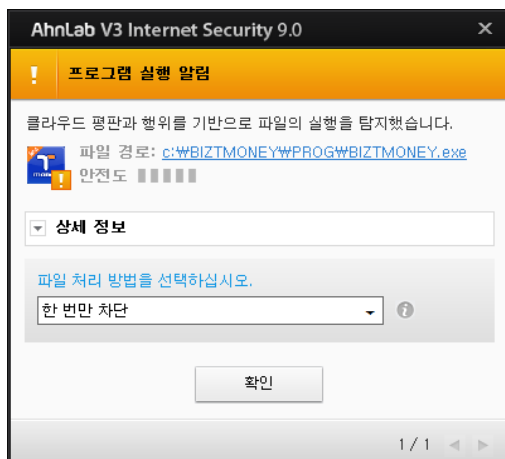 AhnLab V3 Internet Security 9.0
프로그램 실행 알림
클라우드 평판과 행위를 기반으로 파일의 실행을 탐지했습니다.
파일 경로: c:₩BIZTMONEY₩PROG₩BIZTMONEY.exe
안전도
상세 정보
파일 처리 방법을 선택하십시오.
한 번만 차단
확인
1 / 1